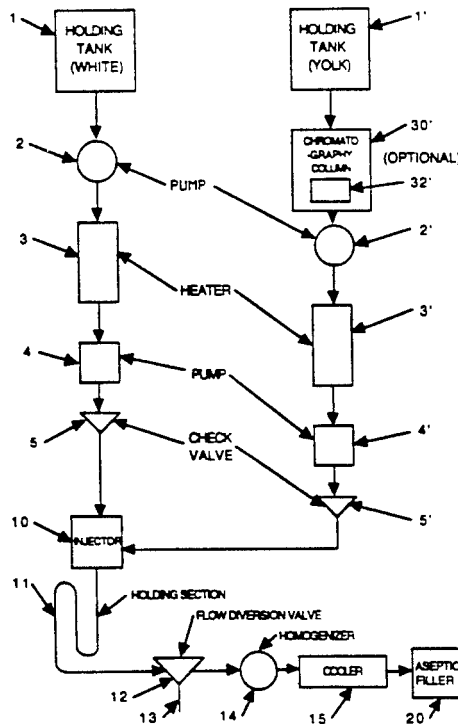 1
HOLDING
TANK
(WHITE)
1'
HOLDING
TANK
(YOLK)
30'
CHROMATO
-GRAPHY
COLUMN
(OPTIONAL)
32'
2
PUMP
2'
3
HEATER
3'
4
PUMP
4'
5
CHECK
VALVE
5'
10
INJECTOR
11
HOLDING SECTION
FLOW DIVERSION VALVE
HOMOGENIZER
COOLER
ASEPTIC
FILLER
12
13
14
15
20